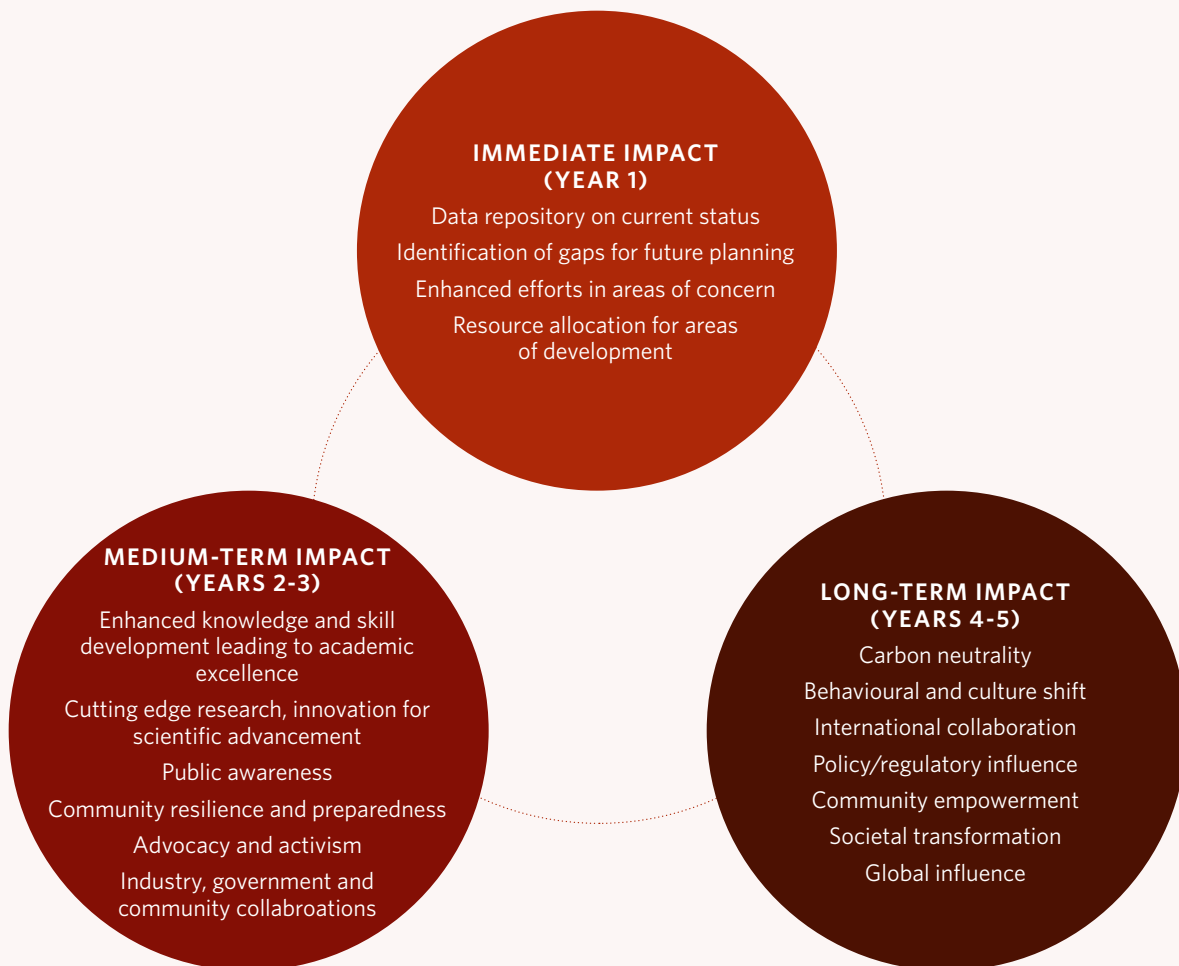 IMMEDIATE IMPACT
(YEAR 1)
Data repository on current status
Identification of gaps for future planning
Enhanced efforts in areas of concern
Resource allocation for areas
of development
MEDIUM-TERM IMPACT
(YEARS 2-3)
Enhanced knowledge and skill
development leading to academic
excellence
Cutting edge research, innovation for
scientific advancement
Public awareness
Community resilience and preparedness
Advocacy and activism
Industry, government and
community collabroations
LONG-TERM IMPACT
(YEARS 4-5)
Carbon neutrality
Behavioural and culture shift
International collaboration
Policy/regulatory influence
Community empowerment
Societal transformation
Global influence